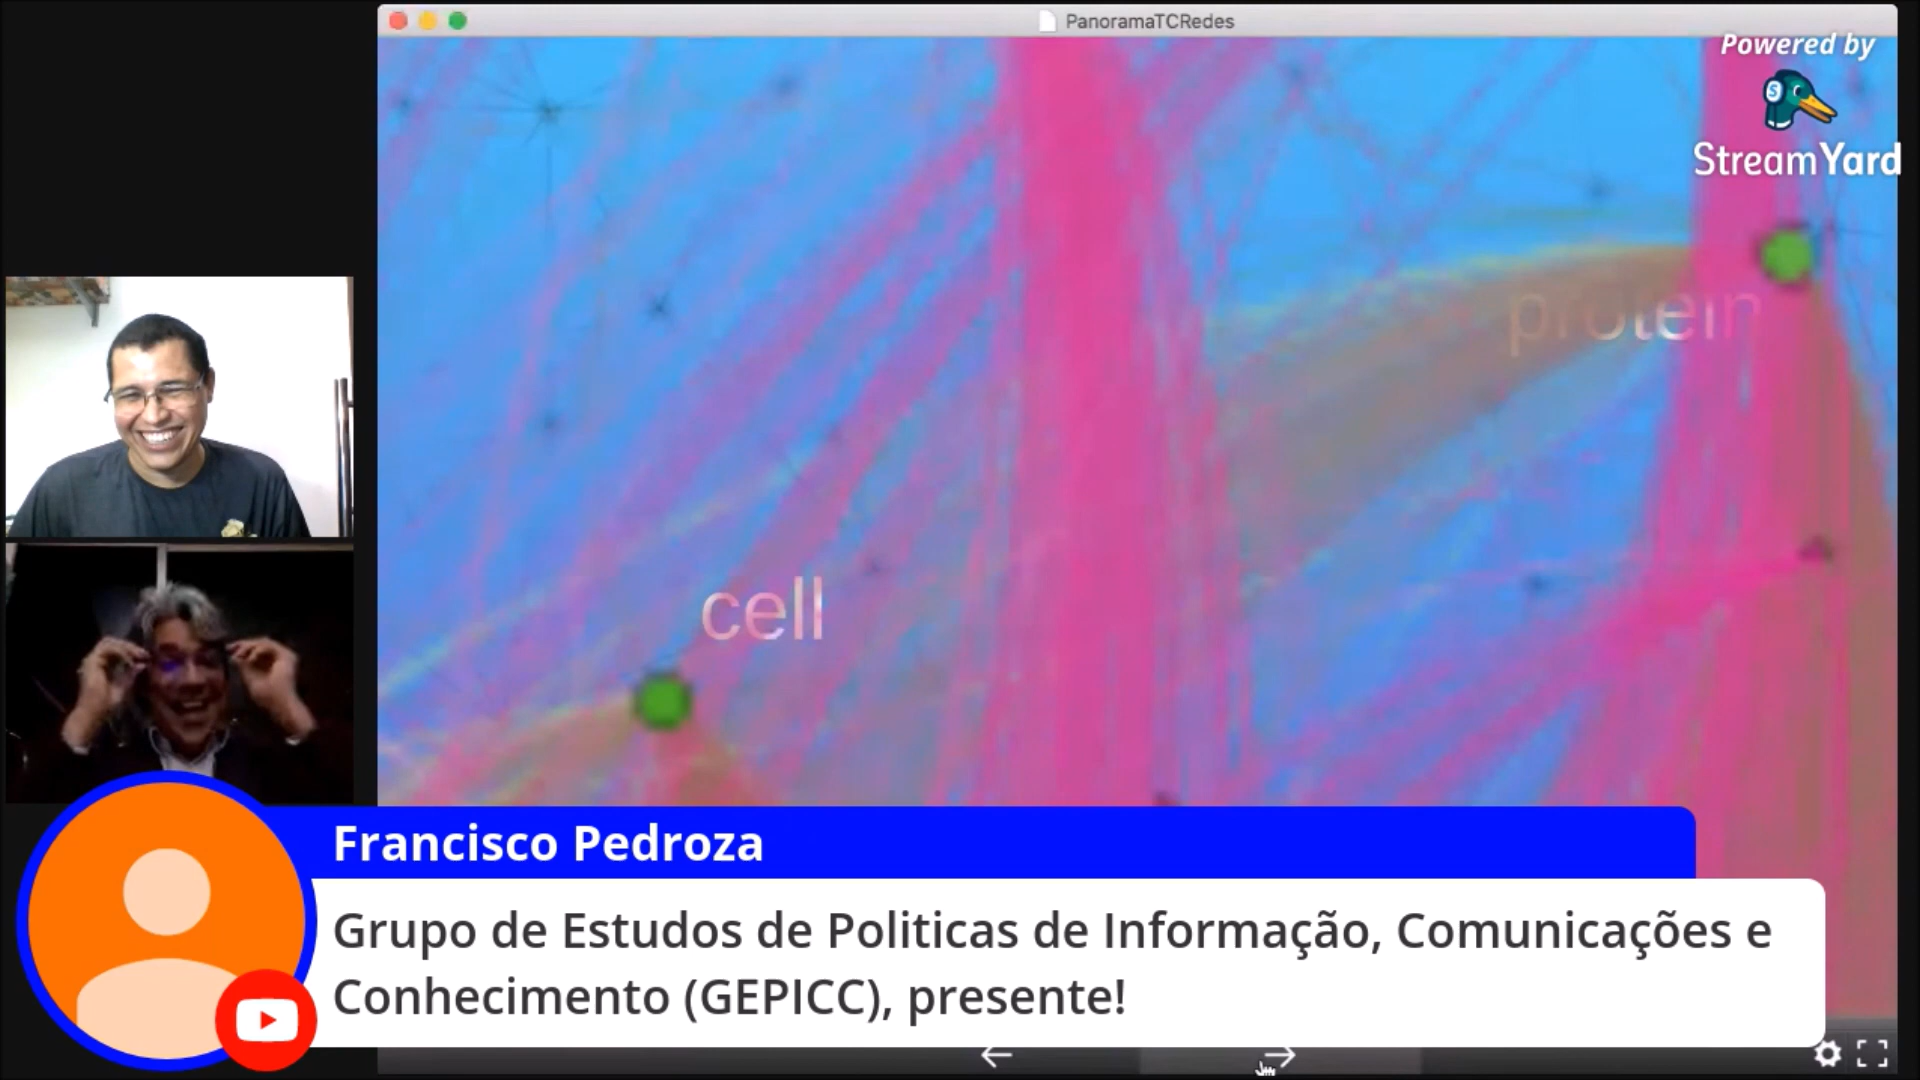 PanoramaTCRedes
Powered by
StreamYard
protein
cell
Francisco Pedroza
Grupo de Estudos de Politicas de Informação, Comunicações e
Conhecimento (GEPICC), presente!